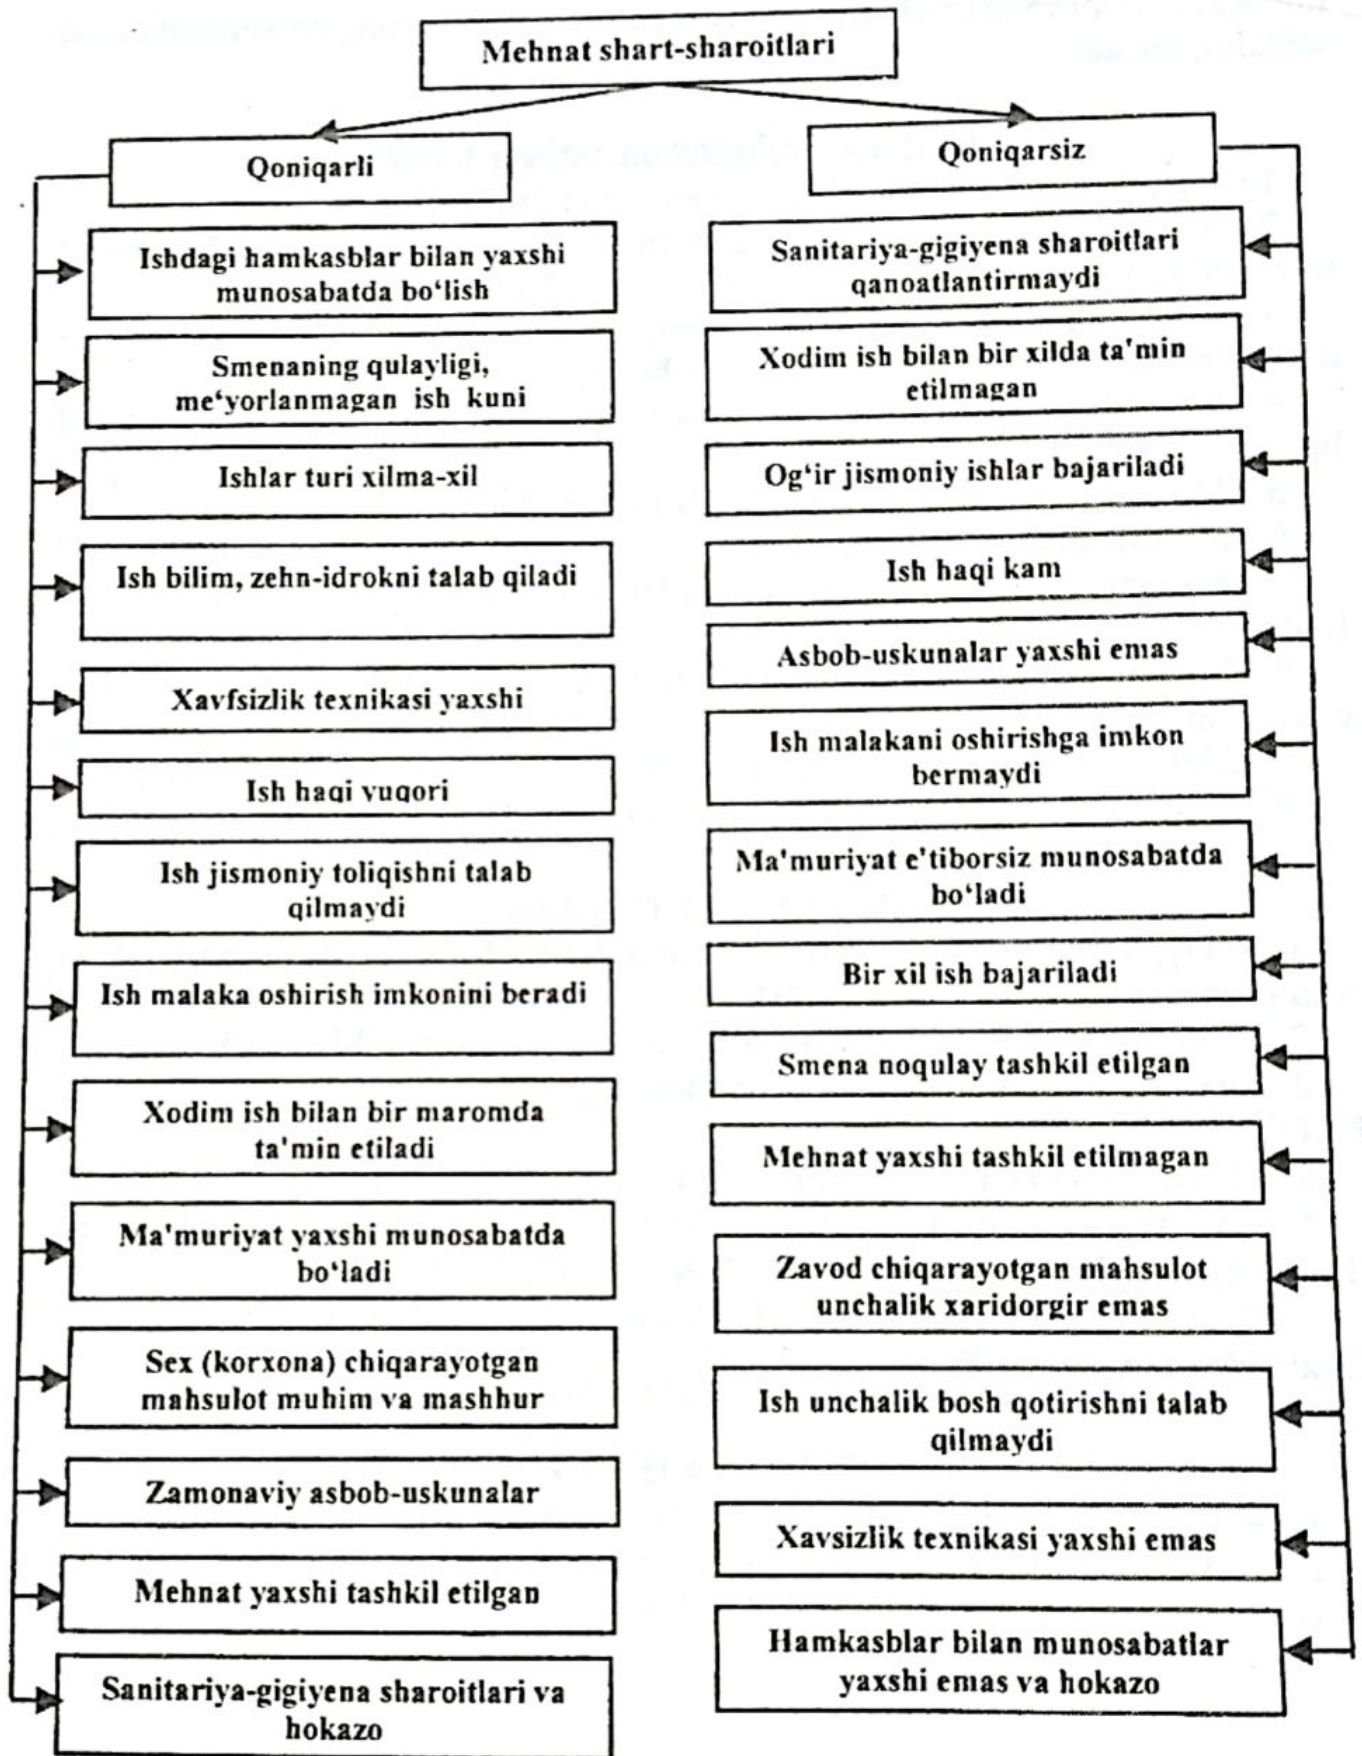 Mehnat shart-sharoitlari
Qoniqarli
Ishdagi hamkasblar bilan yaxshi
munosabatda bo‘lish
Smenaning qulayligi,
me‘yorlanmagan ish kuni
Ishlar turi xilma-xil
Ish bilim, zehn-idrokni talab qiladi
Xavfsizlik texnikasi yaxshi
Ish haqi yuqori
Ish jismoniy toliqishni talab
qilmaydi
Ish malaka oshirish imkonini beradi
Xodim ish bilan bir maromda
ta'min etiladi
Ma'muriyat yaxshi munosabatda
bo‘ladi
Sex (korxona) chiqarayotgan
mahsulot muhim va mashhur
Zamonaviy asbob-uskunalar
Mehnat yaxshi tashkil etilgan
Sanitariya-gigiyena sharoitlari va
hokazo
Qoniqarsiz
Sanitariya-gigiyena sharoitlari
qanoatlantirmaydi
Xodim ish bilan bir xilda ta'min
etilmagan
Og‘ir jismoniy ishlar bajariladi
Ish haqi kam
Asbob-uskunalar yaxshi emas
Ish malakani oshirishga imkon
bermaydi
Ma'muriyat e'tiborsiz munosabatda
bo‘ladi
Bir xil ish bajariladi
Smena noqulay tashkil etilgan
Mehnat yaxshi tashkil etilmagan
Zavod chiqarayotgan mahsulot
unchalik xaridorgir emas
Ish unchalik bosh qotirishni talab
qilmaydi
Xavsizlik texnikasi yaxshi emas
Hamkasblar bilan munosabatlar
yaxshi emas va hokazo